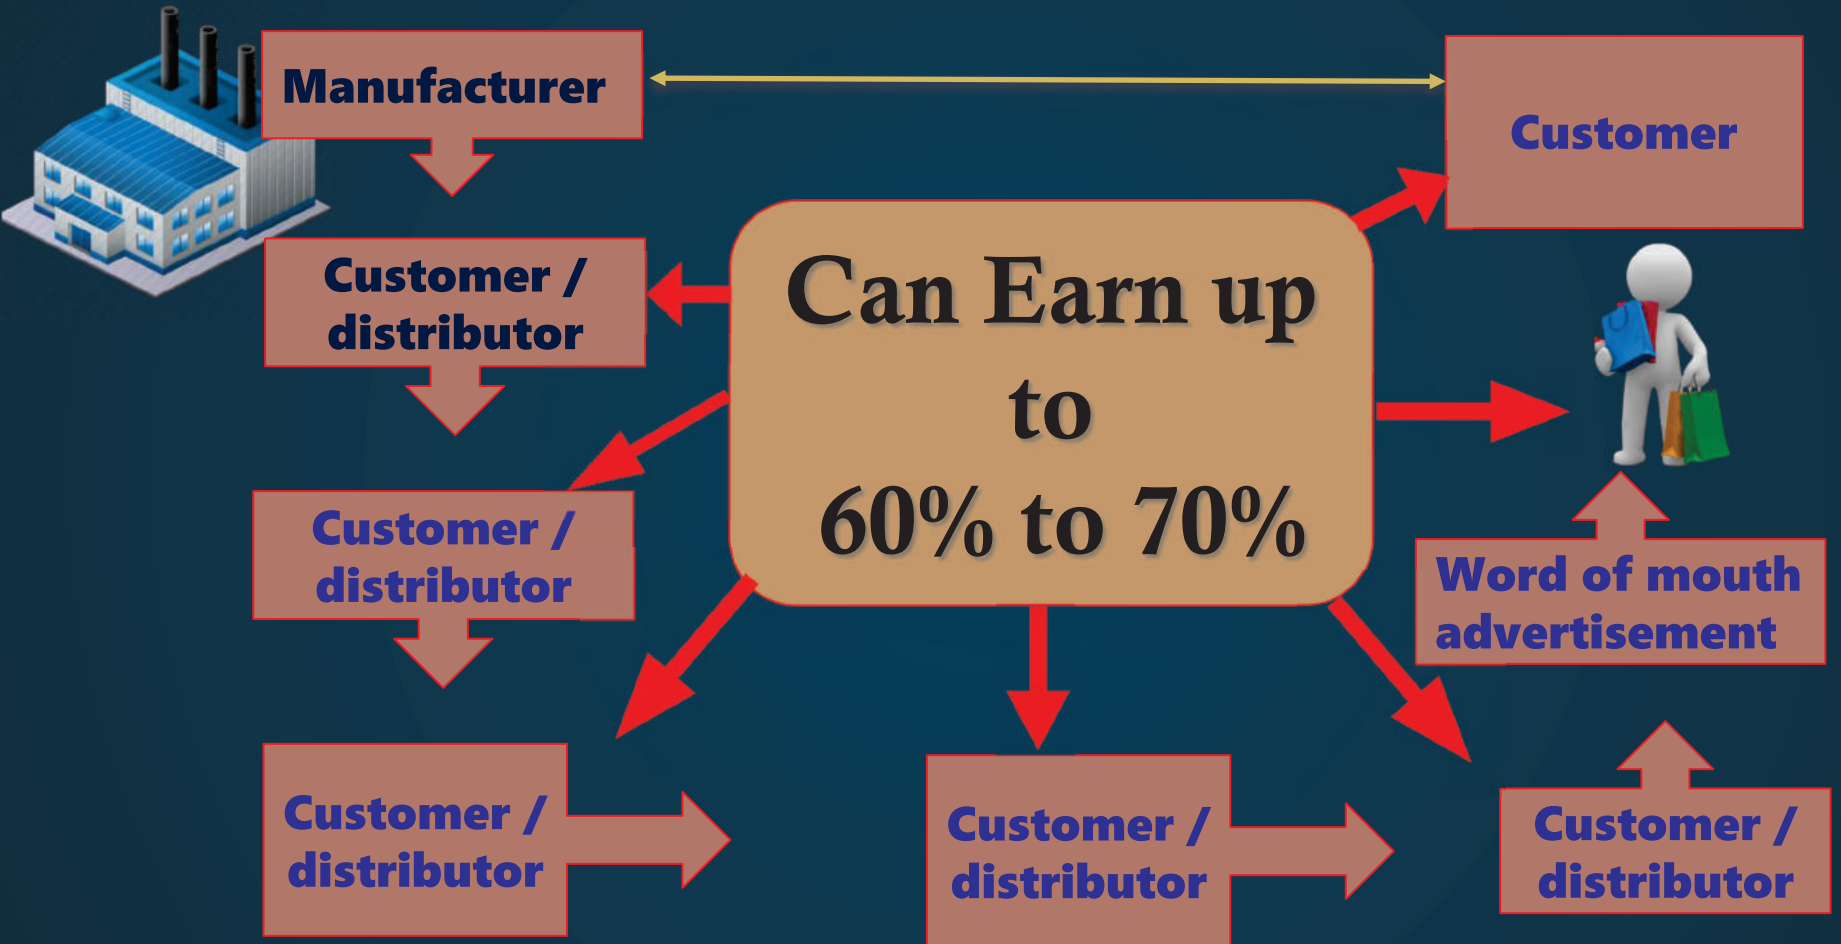 Manufacturer
Customer
Customer /
distributor
Can Earn up
to
60% to 70%
Customer /
distributor
Word of mouth
advertisement
Customer /
distributor
Customer /
distributor
Customer /
distributor